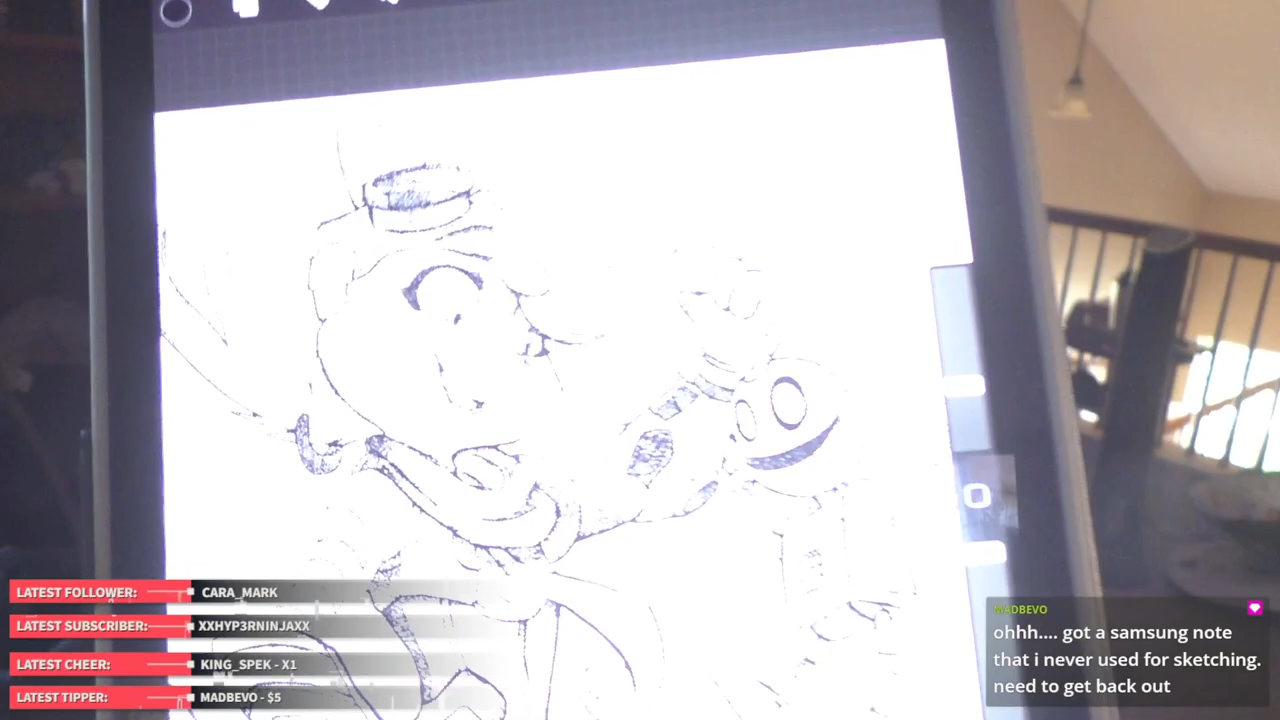 LATEST FOLLOWER: CARA_MARK
LATEST SUBSCRIBER: XXHYP3RNINJAXX
LATEST CHEER: KING_SPEK - X1
LATEST TIPPER: MADBEVO - $5
MADBEVO
ohhh.... got a samsung note
that i never used for sketching.
need to get back out